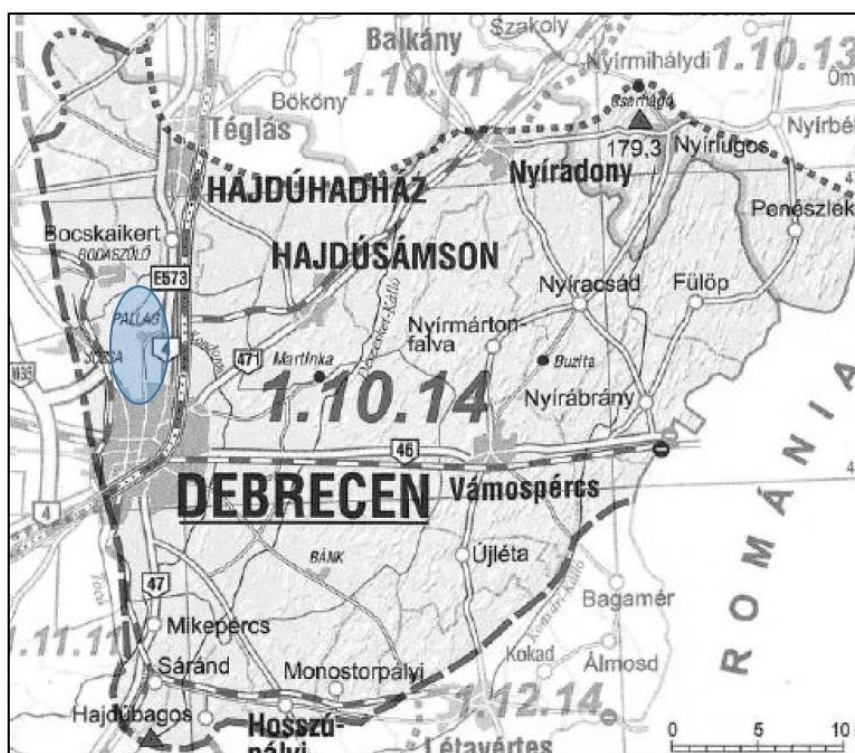 Szakoly
Balkány
Nyírmihálydi
1.10.11
1.10.13
Bököny
Téglás
179,3
Nyírlugos
Nyírbél
Nyíradony
HAJDÚHADHÁZ
Penészlek
Bocskaikert
BODASZŐLŐ
HAJDÚSÁMSON
E573
Nyíracsád
Fülöp
PALLAG
Nyírmárton-
falva
4
471
Martinka
Buzita
1.10.14
Nyírábrány
46
DEBRECEN
Vámospércs
4
ROMÁNIA
BÁNK
Újléta
47
Bagamér
1.11.11
Mikepércs
Kokad
Álmosd
Sáránd
Monostorpályi
1.12.14
Hajdúbagos
Hosszú-
pályi
Létavértes
0 5 10